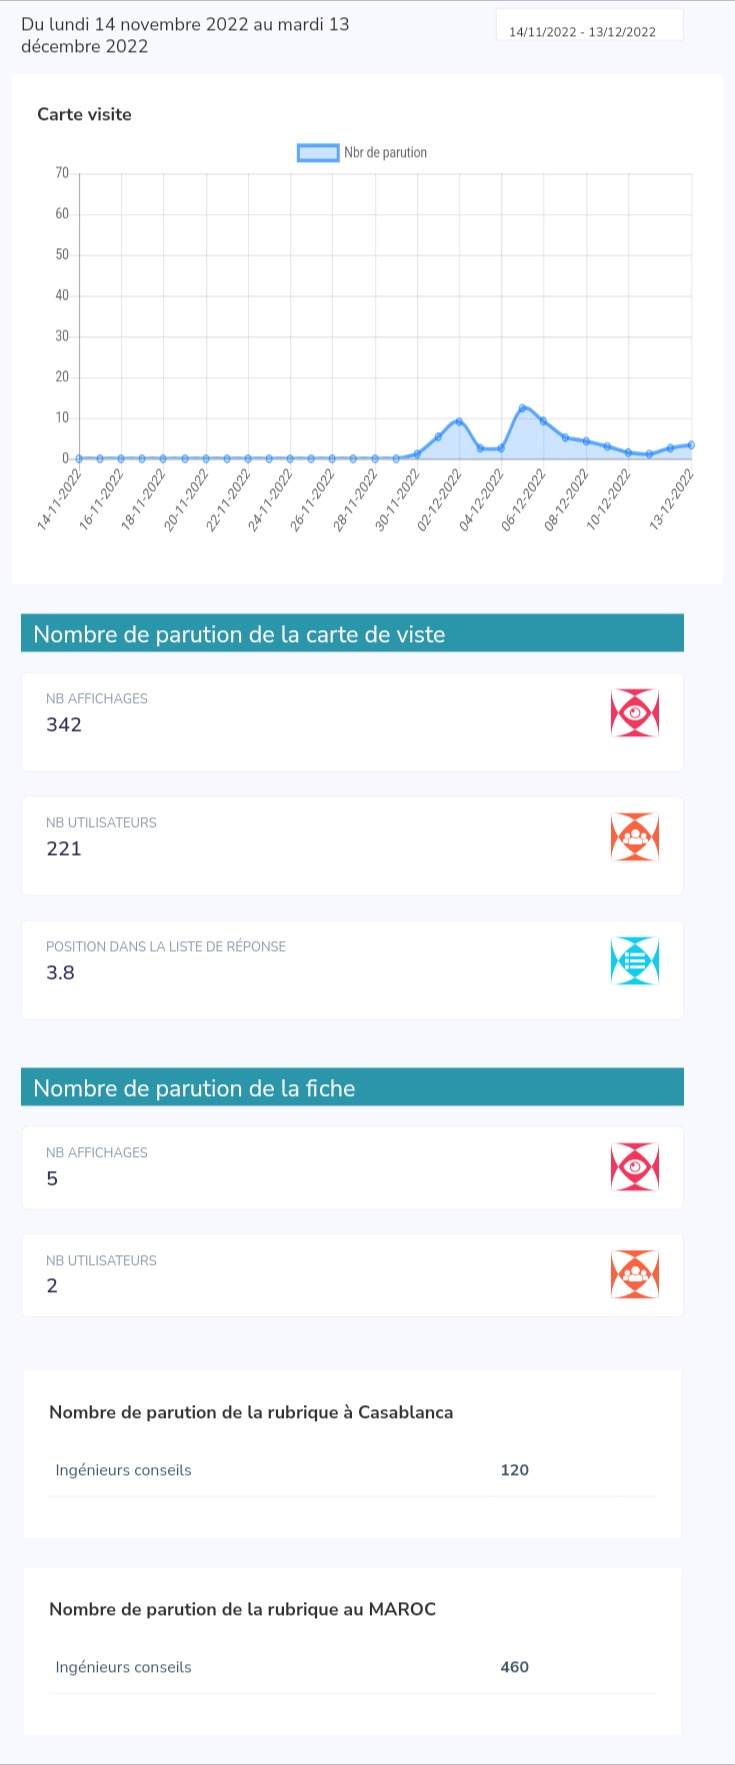 Du lundi 14 novembre 2022 au mardi 13
décembre 2022
14/11/2022 - 13/12/2022
Carte visite
Nbr de parution
70
60
50
40
30
20
10
0
14-11-2022
16-11-2022
18-11-2022
20-11-2022
22-11-2022
24-11-2022
26-11-2022
28-11-2022
30-11-2022
02-12-2022
04-12-2022
06-12-2022
08-12-2022
10-12-2022
13-12-2022
Nombre de parution de la carte de viste
NB AFFICHAGES
342
NB UTILISATEURS
221
POSITION DANS LA LISTE DE RÉPONSE
3.8
Nombre de parution de la fiche
NB AFFICHAGES
5
NB UTILISATEURS
2
Nombre de parution de la rubrique à Casablanca
Ingénieurs conseils 120
Nombre de parution de la rubrique au MAROC
Ingénieurs conseils 460